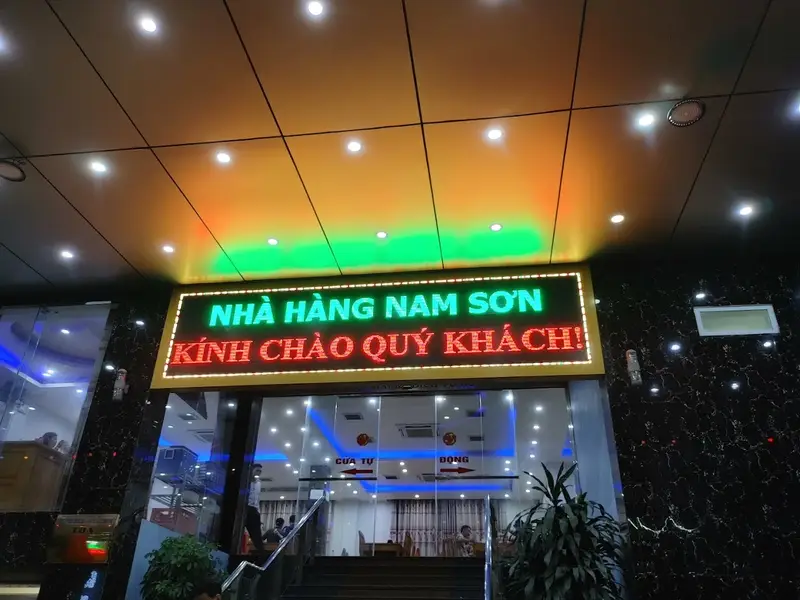 NHÀ HÀNG NAM SƠN
KÍNH CHÀO QUÝ KHÁCH!
CỬA TỰ ĐỘNG